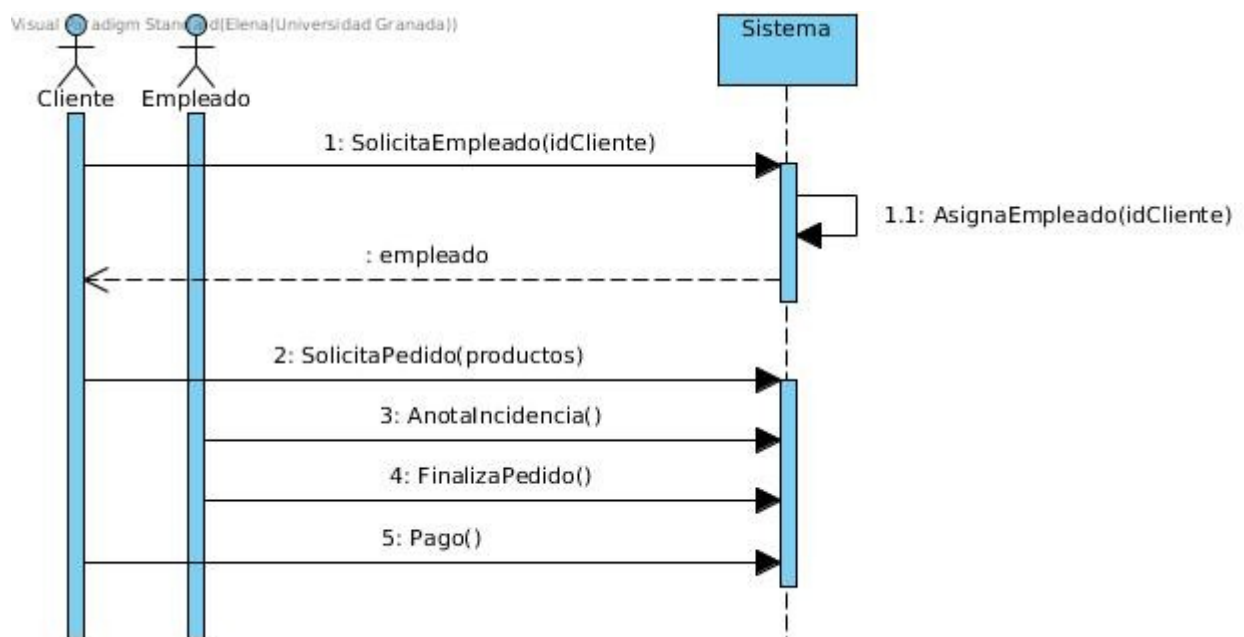 Visual Paradigm Standard(Elena(Universidad Granada))
Sistema
Cliente
Empleado
1: SolicitaEmpleado(idCliente)
1.1: AsignaEmpleado(idCliente)
: empleado
2: SolicitaPedido(productos)
3: AnotaIncidencia()
4: FinalizaPedido()
5: Pago()